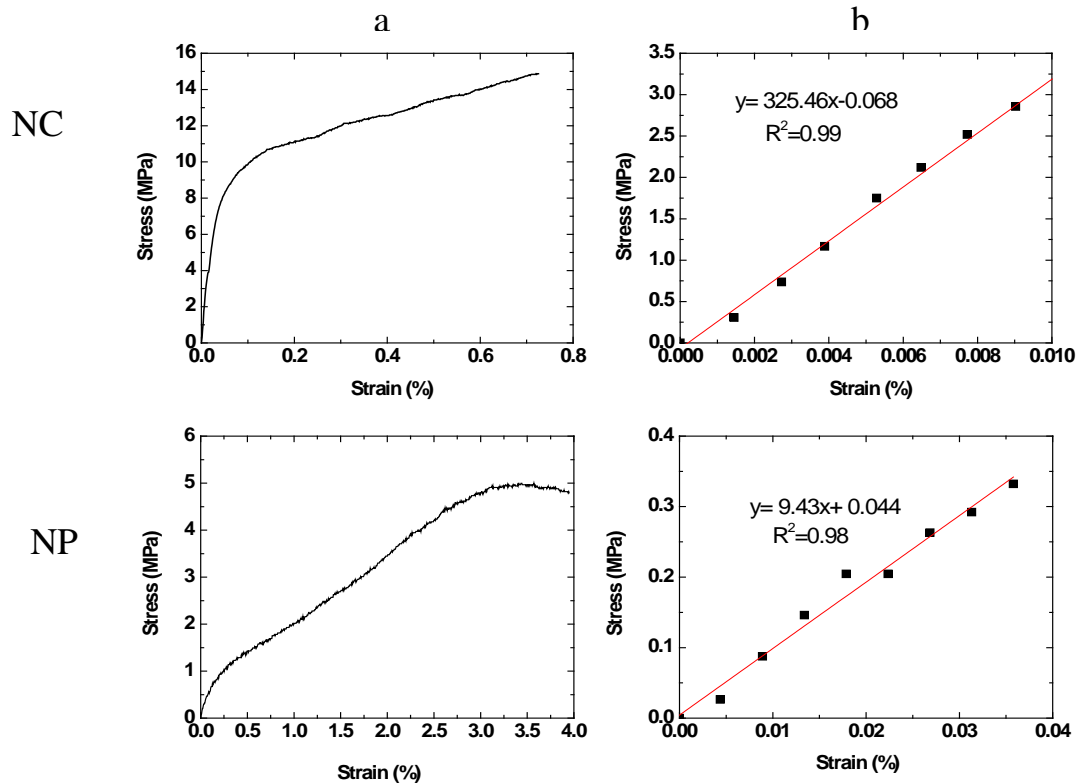 a
b
NC
16
14
12
10
8
6
4
2
0
Stress (MPa)
0.0 0.2 0.4 0.6 0.8
Strain (%)
3.5
3.0
2.5
2.0
1.5
1.0
0.5
0.0
Stress (MPa)
y= 325.46x-0.068
R²=0.99
0.000 0.002 0.004 0.006 0.008 0.010
Strain (%)
NP
6
5
4
3
2
1
0
Stress (MPa)
0.0 0.5 1.0 1.5 2.0 2.5 3.0 3.5 4.0
Strain (%)
0.4
0.3
0.2
0.1
0.0
Stress (MPa)
y= 9.43x+ 0.044
R²=0.98
0.00 0.01 0.02 0.03 0.04
Strain (%)